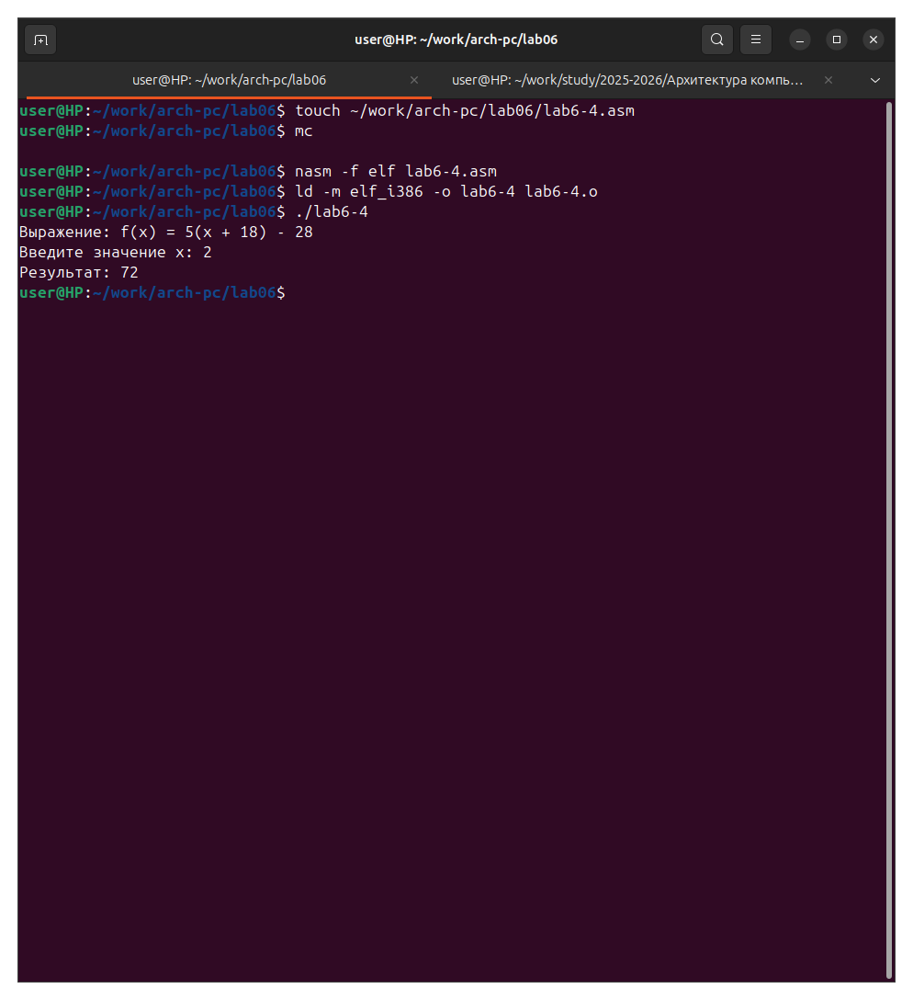 user@HP: ~/work/arch-pc/lab06
user@HP: ~/work/arch-pc/lab06
user@HP: ~/work/study/2025-2026/Архитектура компь…
user@HP:~/work/arch-pc/lab06$ touch ~/work/arch-pc/lab06/lab6-4.asm
user@HP:~/work/arch-pc/lab06$ mc
user@HP:~/work/arch-pc/lab06$ nasm -f elf lab6-4.asm
user@HP:~/work/arch-pc/lab06$ ld -m elf_i386 -o lab6-4 lab6-4.o
user@HP:~/work/arch-pc/lab06$ ./lab6-4
Выражение: f(x) = 5(x + 18) - 28
Введите значение x: 2
Результат: 72
user@HP:~/work/arch-pc/lab06$